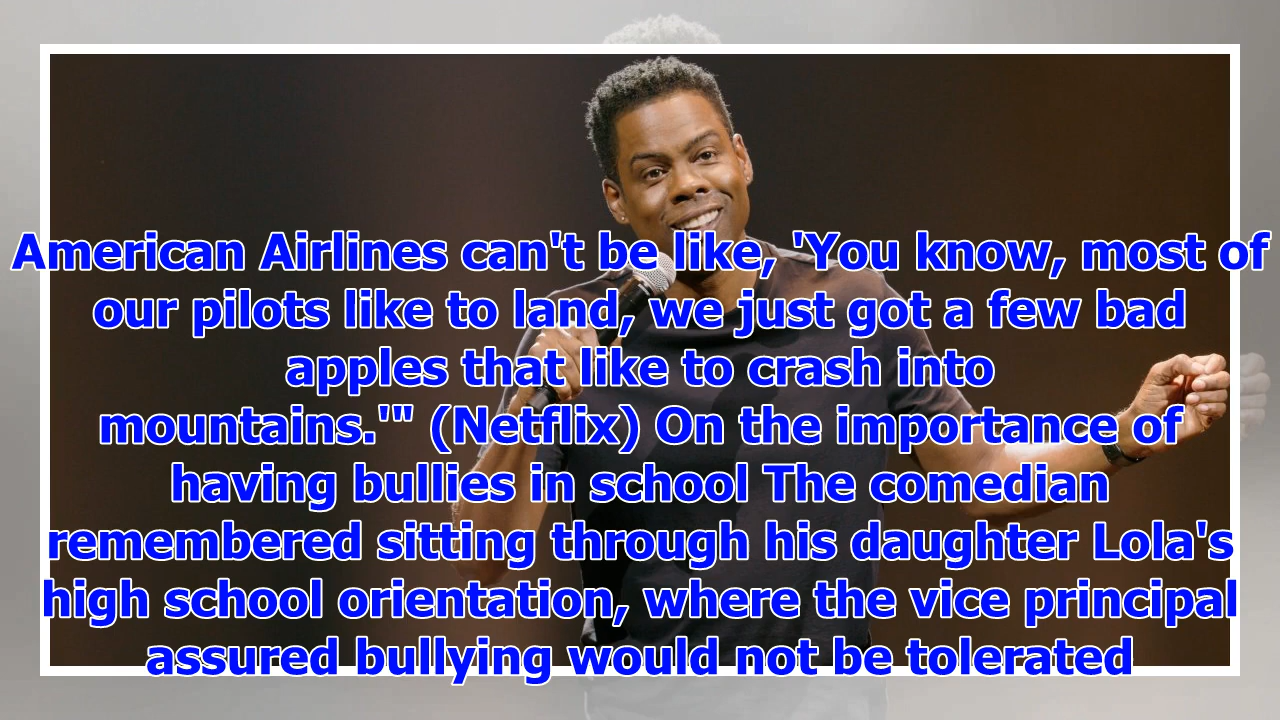 American Airlines can't be like, 'You know, most of
our pilots like to land, we just got a few bad
apples that like to crash into
mountains.'" (Netflix) On the importance of
having bullies in school The comedian
remembered sitting through his daughter Lola's
high school orientation, where the vice principal
assured bullying would not be tolerated